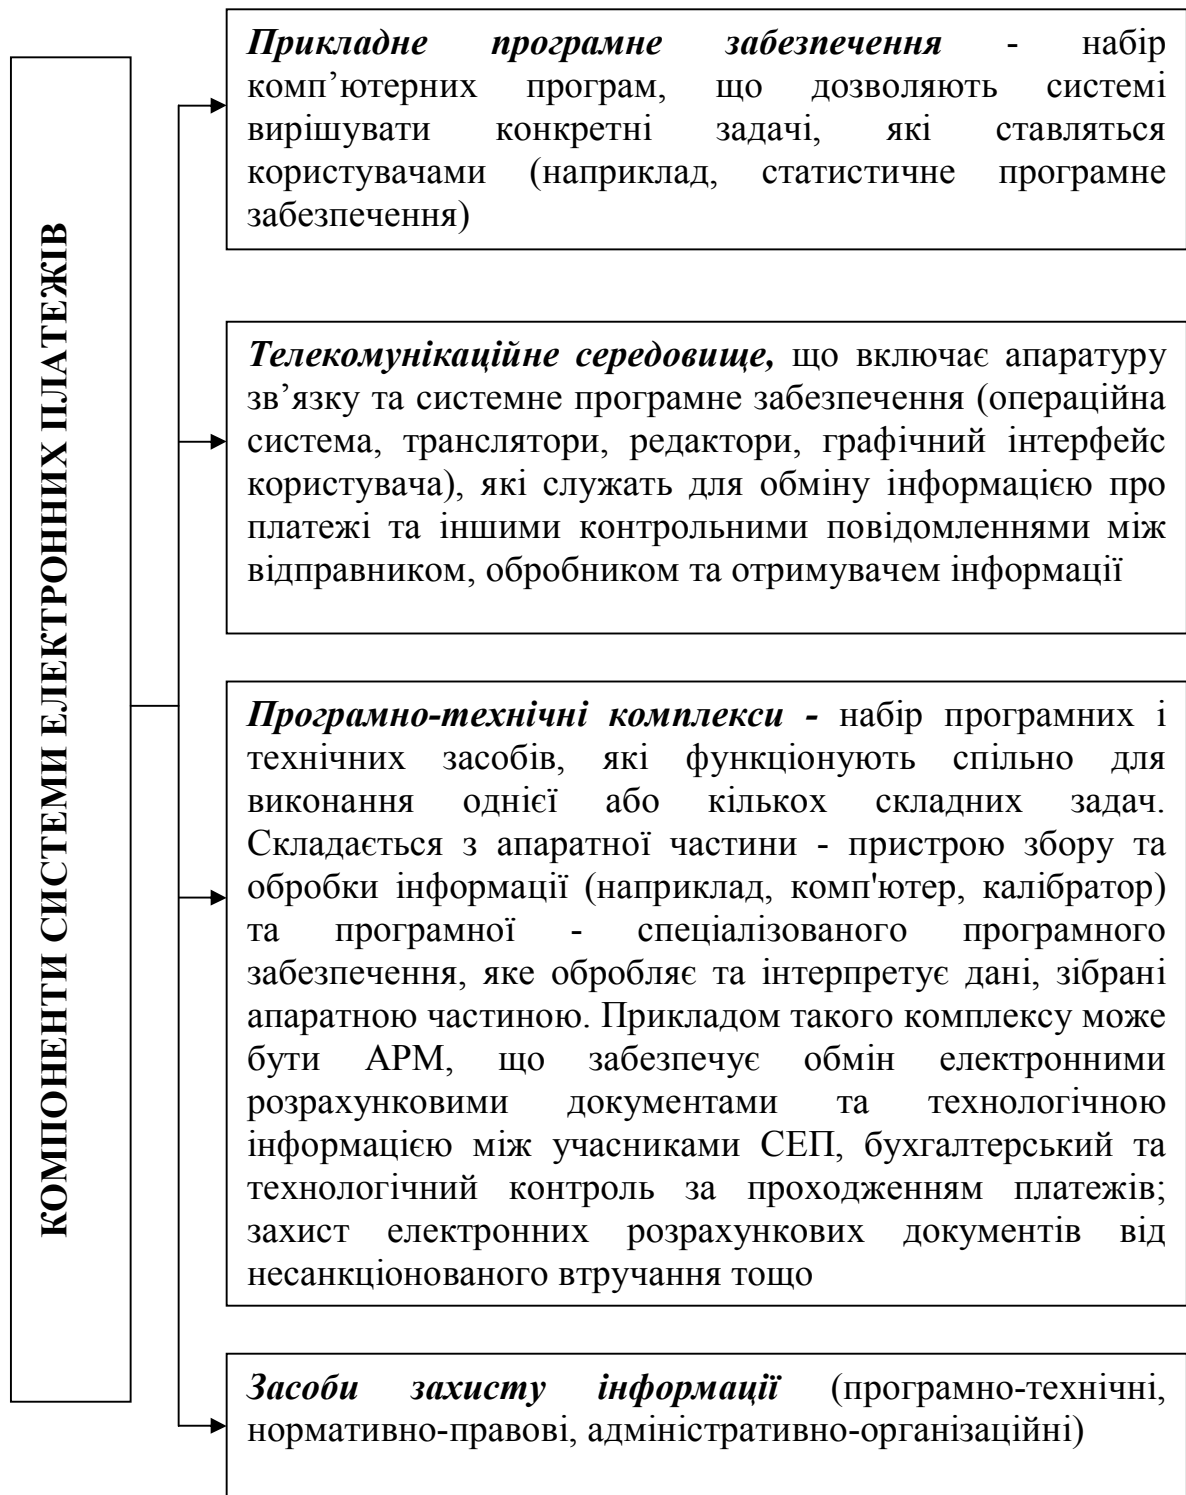 КОМПОНЕНТИ СИСТЕМИ ЕЛЕКТРОННИХ ПЛАТЕЖІВ
Прикладне програмне забезпечення - набір
комп’ютерних програм, що дозволяють системі
вирішувати конкретні задачі, які ставляться
користувачами (наприклад, статистичне програмне
забезпечення)
Телекомунікаційне середовище, що включає апаратуру
зв’язку та системне програмне забезпечення (операційна
система, транслятори, редактори, графічний інтерфейс
користувача), які служать для обміну інформацією про
платежі та іншими контрольними повідомленнями між
відправником, обробником та отримувачем інформації
Програмно-технічні комплекси - набір програмних і
технічних засобів, які функціонують спільно для
виконання однієї або кількох складних задач.
Складається з апаратної частини - пристрою збору та
обробки інформації (наприклад, комп'ютер, калібратор)
та програмної - спеціалізованого програмного
забезпечення, яке обробляє та інтерпретує дані, зібрані
апаратною частиною. Прикладом такого комплексу може
бути АРМ, що забезпечує обмін електронними
розрахунковими документами та технологічною
інформацією між учасниками СЕП, бухгалтерський та
технологічний контроль за проходженням платежів;
захист електронних розрахункових документів від
несанкціонованого втручання тощо
Засоби захисту інформації (програмно-технічні,
нормативно-правові, адміністративно-організаційні)